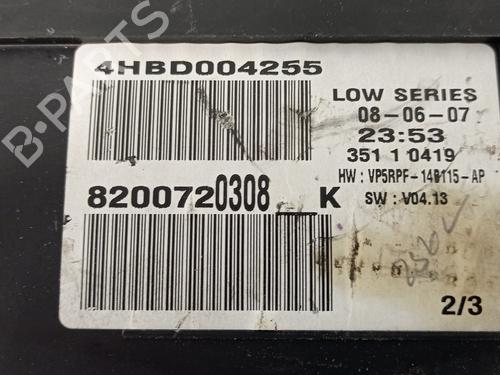 4HBD004255
LOW SERIES
08-06-07
23:53
351 1 0419
HW : VP5RPF-14B115-AP
SW : V04.13
8200720308__K
2/3
B-PARTS